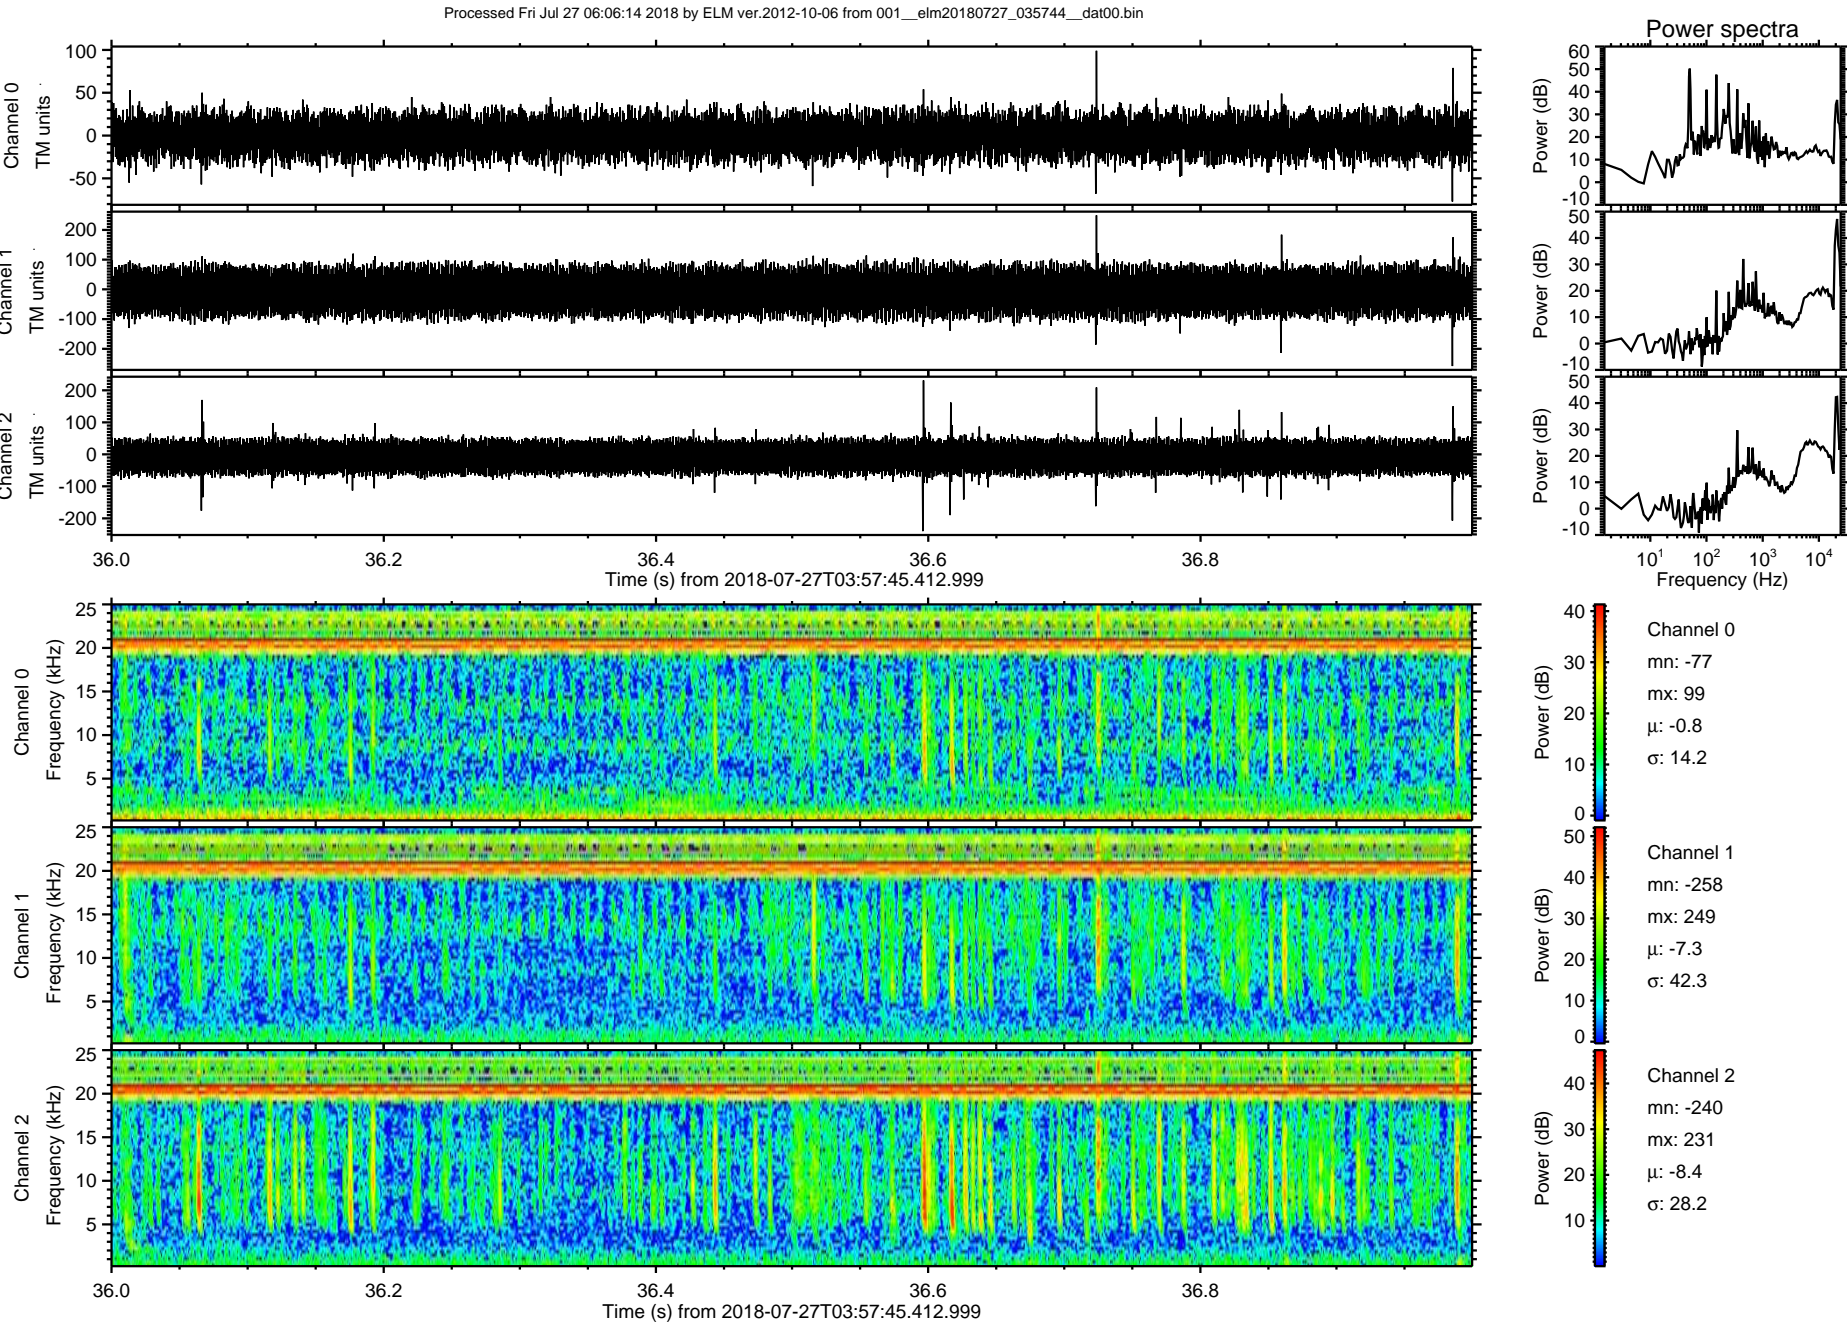 Processed Fri Jul 27 06:06:14 2018 by ELM ver.2012-10-06 from 001__elm20180727_035744__dat00.bin
Power spectra
Channel 0
TM units
100
50
0
-50
Power (dB)
60
50
40
30
20
10
0
-10
Channel 1
TM units
200
100
0
-100
-200
Power (dB)
50
40
30
20
10
0
-10
Channel 2
TM units
200
100
0
-100
-200
Power (dB)
50
40
30
20
10
0
-10
36.0 36.2 36.4 36.6 36.8
Time (s) from 2018-07-27T03:57:45.412.999
10^1 10^2 10^3 10^4
Frequency (Hz)
Channel 0
Frequency (kHz)
25
20
15
10
5
Power (dB)
40
30
20
10
0
Channel 0
mn: -77
mx: 99
μ: -0.8
σ: 14.2
Channel 1
Frequency (kHz)
25
20
15
10
5
Power (dB)
50
40
30
20
10
0
Channel 1
mn: -258
mx: 249
μ: -7.3
σ: 42.3
Channel 2
Frequency (kHz)
25
20
15
10
5
Power (dB)
40
30
20
10
Channel 2
mn: -240
mx: 231
μ: -8.4
σ: 28.2
36.0 36.2 36.4 36.6 36.8
Time (s) from 2018-07-27T03:57:45.412.999